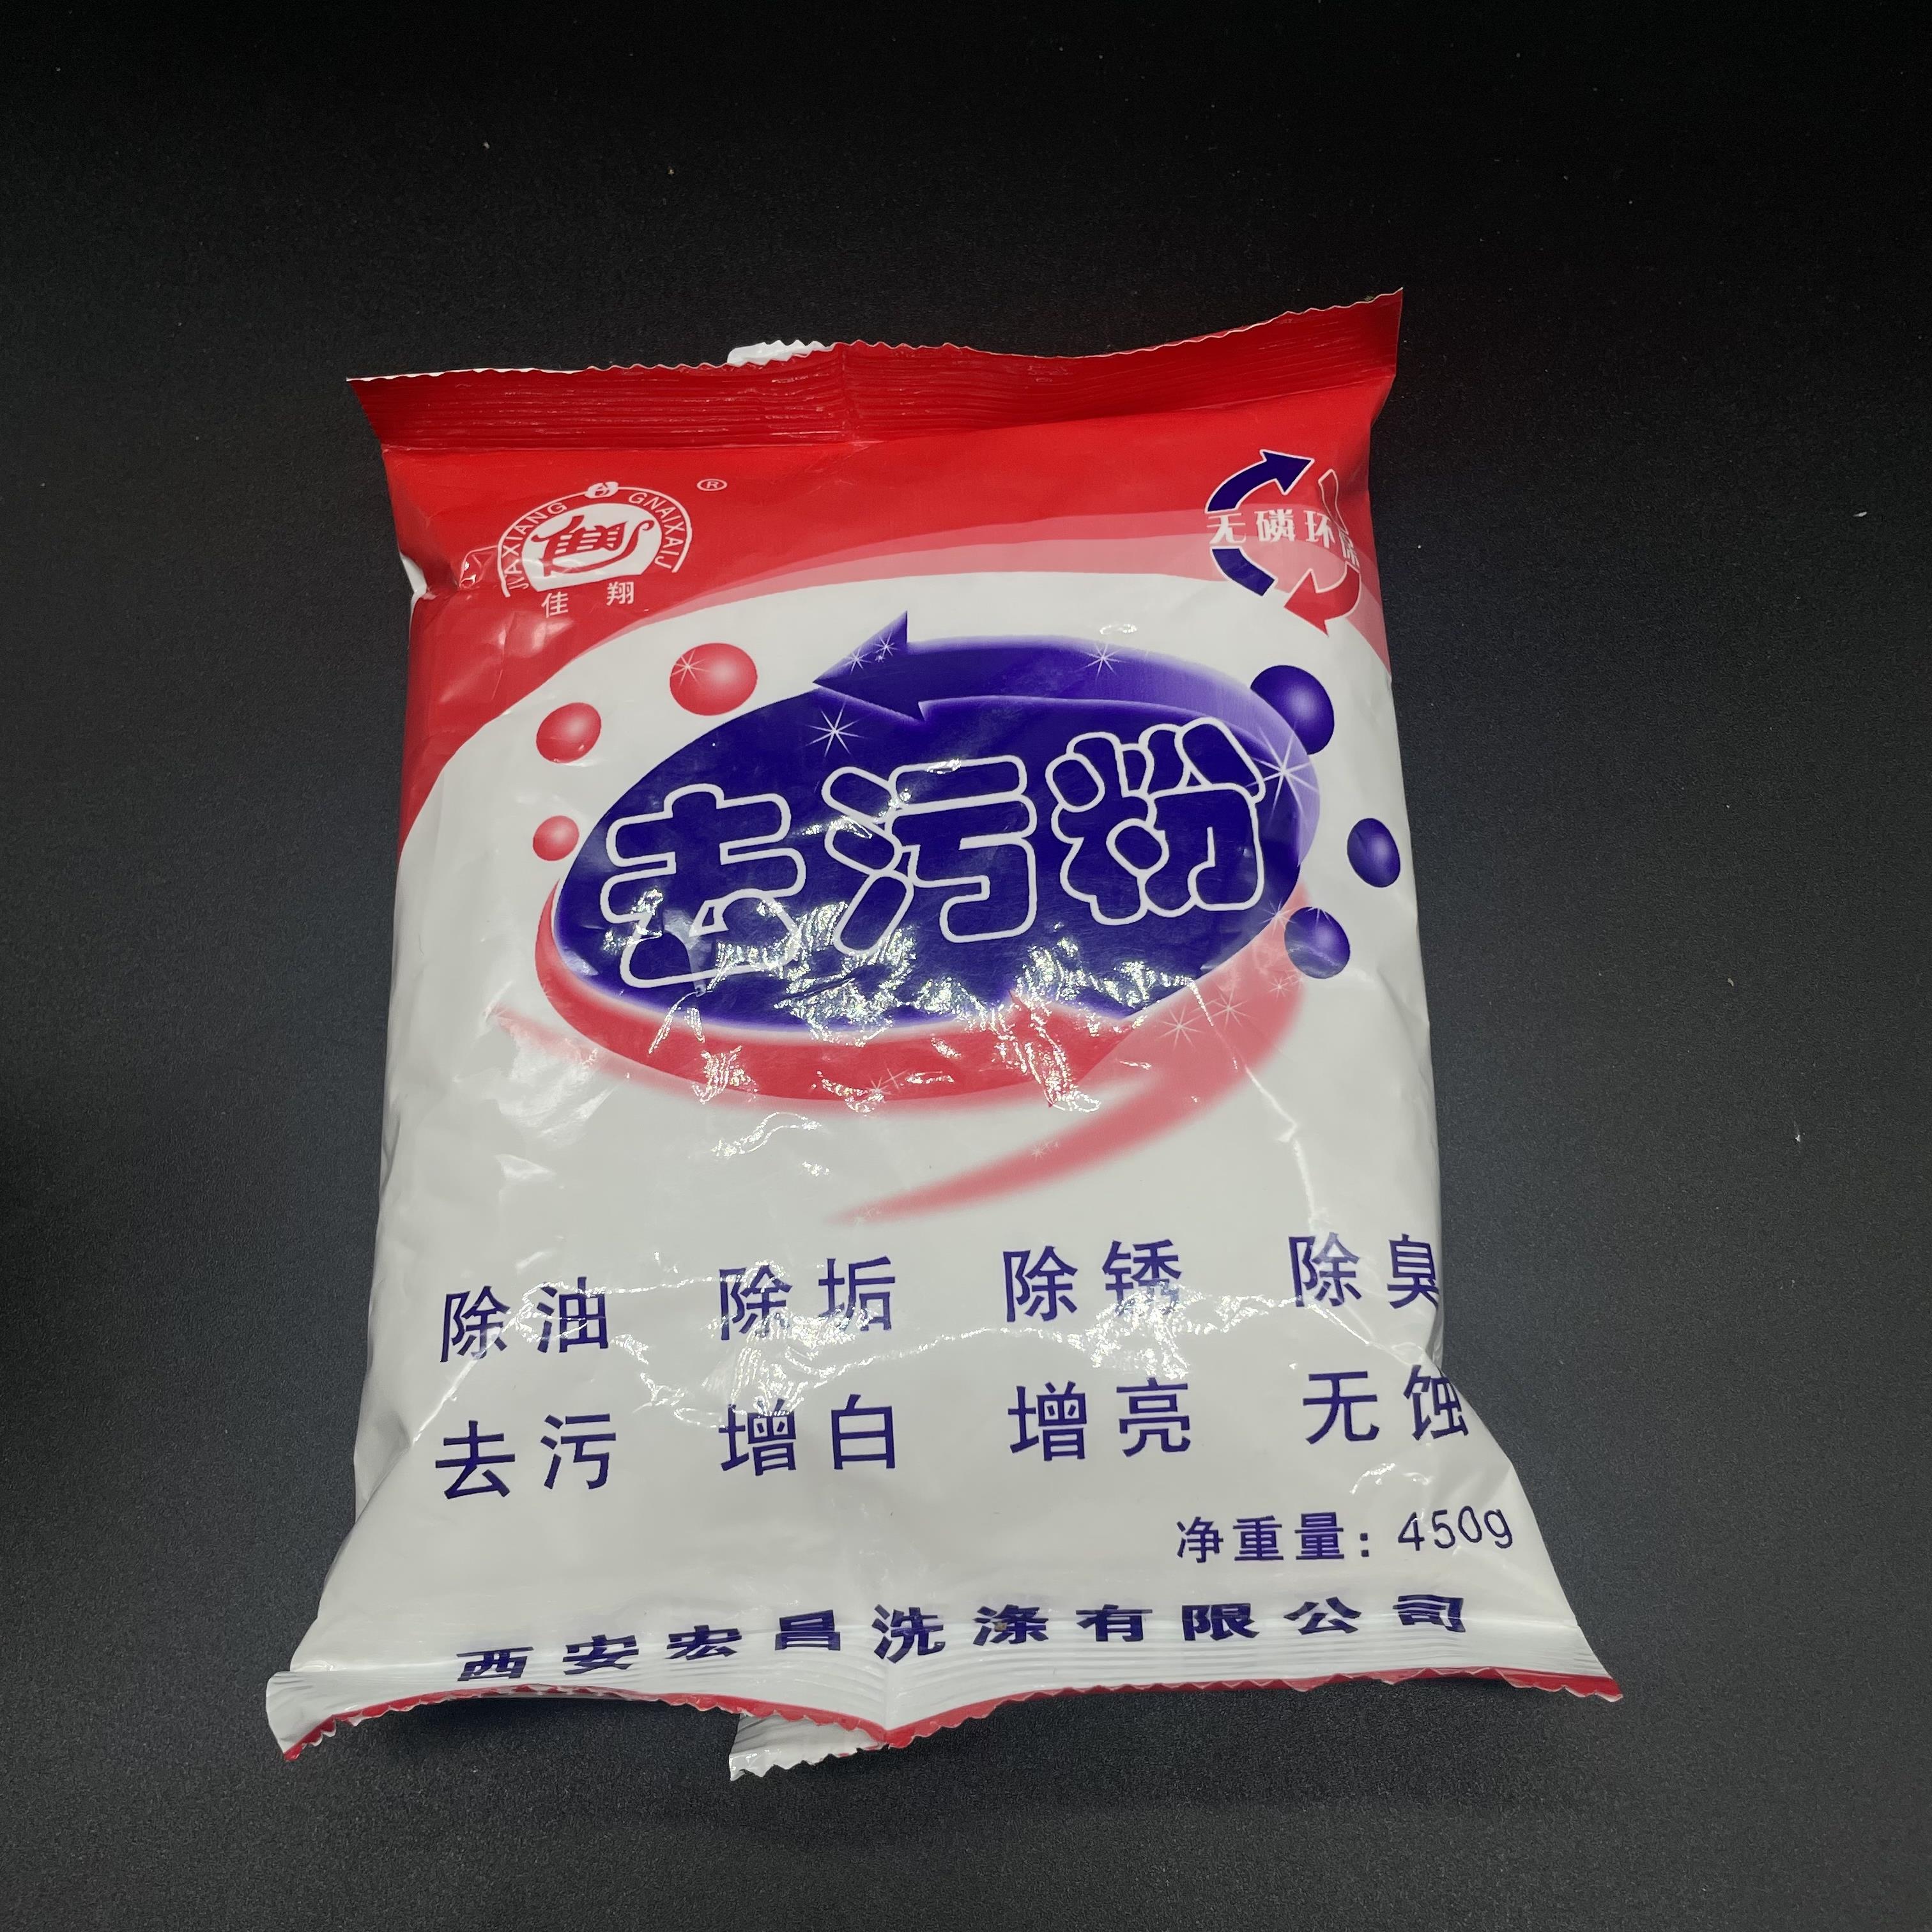 JIAXIANG GNAIXAIJ ®
佳翔
无磷环保
去污粉
除油 除垢 除锈 除臭
去污 增白 增亮 无蚀
净重量: 450g
西安宏昌洗涤有限公司